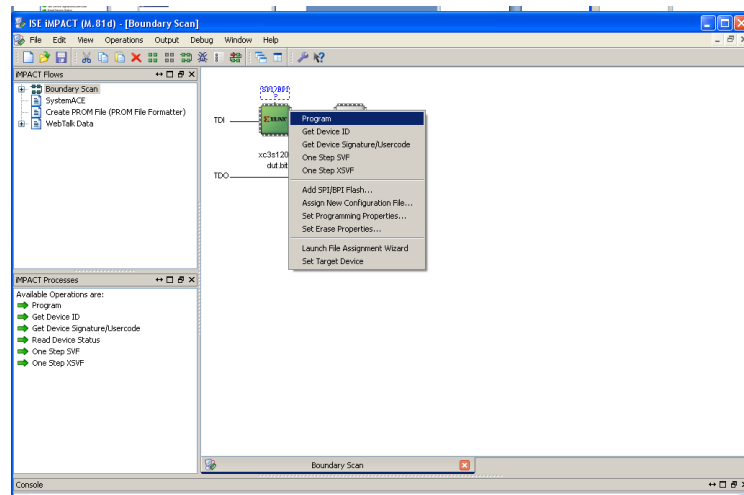 ISE iMPACT (M.81d) - [Boundary Scan]
File Edit View Operations Output Debug Window Help
iMPACT Flows
Boundary Scan
SystemACE
Create PROM File (PROM File Formatter)
WebTalk Data
TDI
xc3s120
dut.bit
TDO
Program
Get Device ID
Get Device Signature/Usercode
One Step SVF
One Step XSVF
Add SPI/BPI Flash...
Assign New Configuration File...
Set Programming Properties...
Set Erase Properties...
Launch File Assignment Wizard
Set Target Device
iMPACT Processes
Available Operations are:
Program
Get Device ID
Get Device Signature/Usercode
Read Device Status
One Step SVF
One Step XSVF
Boundary Scan
Console